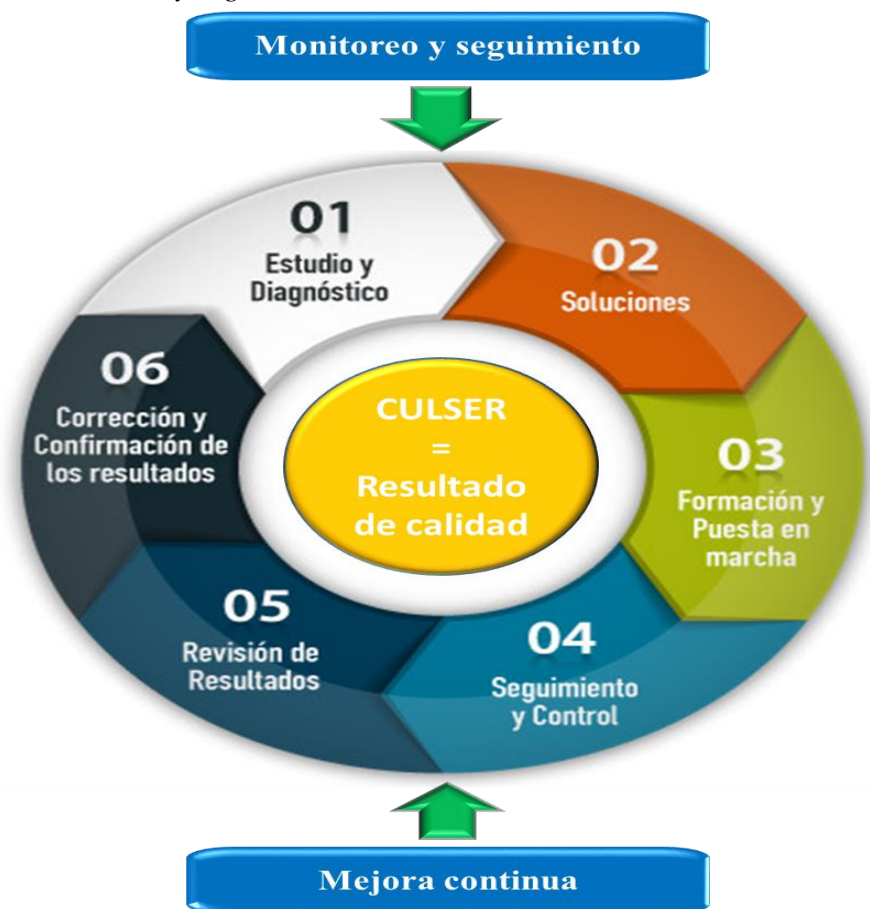 Monitoreo y seguimiento
01
Estudio y
Diagnóstico
02
Soluciones
03
Formación y
Puesta en
marcha
04
Seguimiento
y Control
05
Revisión de
Resultados
06
Corrección y
Confirmación de
los resultados
CULSER
=
Resultado
de calidad
Mejora continua